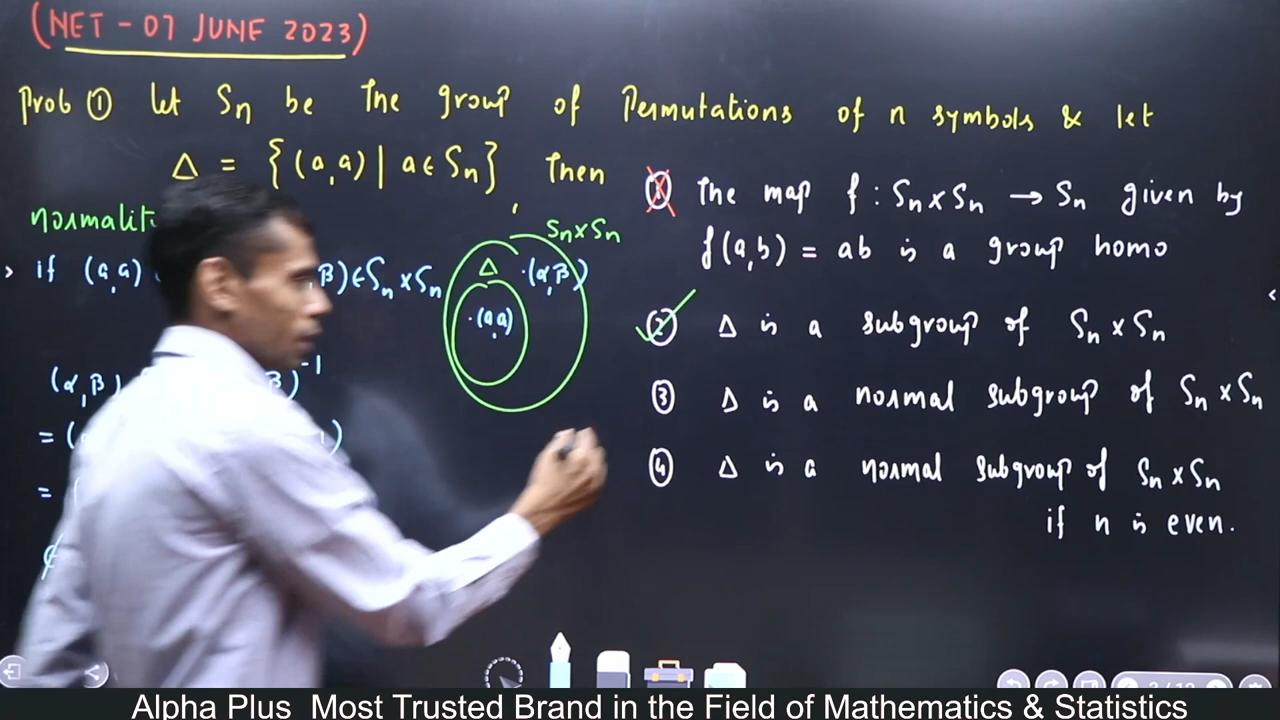 (NET - 07 JUNE 2023)
Prob ① let Sn be the group of Permutations of n symbols & let
Δ = {(a,a) | a ∈ Sn} Then
① The map f : Sn x Sn → Sn given by
f(a,b) = ab is a group homo
② Δ is a subgroup of Sn x Sn
③ Δ is a normal subgroup of Sn x Sn
④ Δ is a normal subgroup of Sn x Sn
if n is even.
if (a,a)
β) ∈ Sn x Sn
(α,β)
β)⁻¹
= (
= (
Sn x Sn
Δ · (α,β)
· (a,a)
Alpha Plus Most Trusted Brand in the Field of Mathematics & Statistics